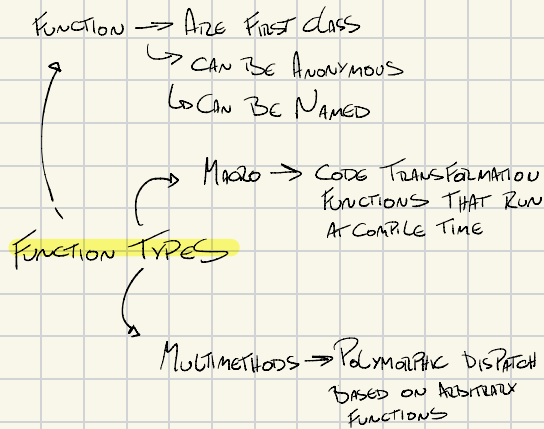 FUNCTION → ARE FIRST CLASS
↳ CAN BE ANONYMOUS
↳ CAN BE NAMED
MACRO → CODE TRANSFORMATION
FUNCTIONS THAT RUN
AT COMPILE TIME
FUNCTION TYPES
MULTIMETHODS → POLYMORPHIC DISPATCH
BASED ON ARBITRARY
FUNCTIONS